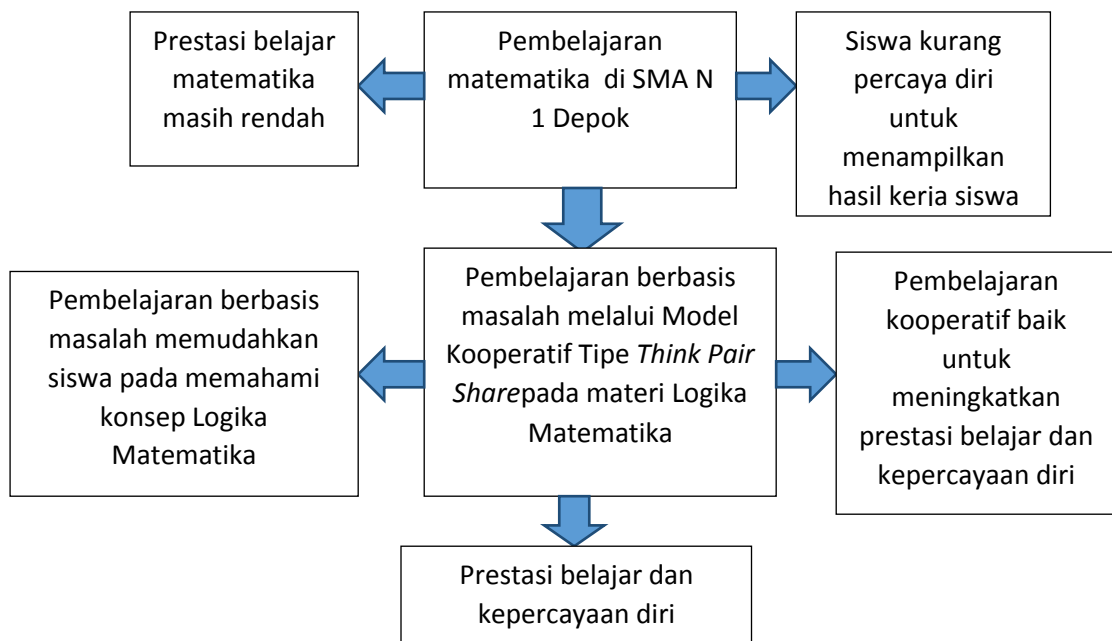 Prestasi belajar
matematika
masih rendah
Pembelajaran
matematika  di SMA N
1 Depok
Siswa kurang
percaya diri
untuk
menampilkan
hasil kerja siswa
Pembelajaran berbasis
masalah memudahkan
siswa pada memahami
konsep Logika
Matematika
Pembelajaran berbasis
masalah melalui Model
Kooperatif Tipe Think Pair
Sharepada materi Logika
Matematika
Pembelajaran
kooperatif baik
untuk
meningkatkan
prestasi belajar dan
kepercayaan diri
Prestasi belajar dan
kepercayaan diri